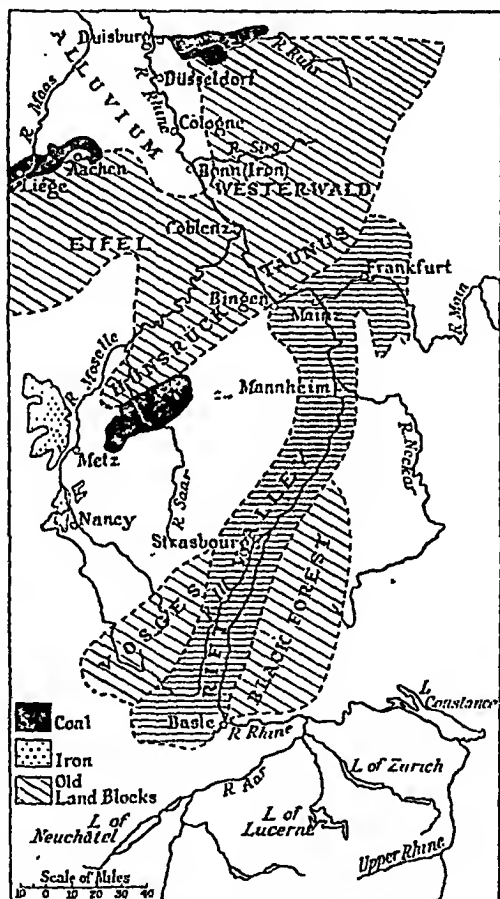 Duisburg
R Ruhr
ALLUVIUM
R Maas
R Rhine
Düsseldorf
Cologne
R Sieg
Aachen
Bonn (Iron)
Liège
WESTERWALD
Coblenz
EIFEL
TAUNUS
Frankfurt
Bingen
Mainz
R Main
HUNSRÜCK
R Moselle
Mannheim
R Neckar
Metz
R Saar
Nancy
Strasbourg
RIFT VALLEY
R Ill
VOSGES
BLACK FOREST
Basle
R Rhine
L
Constance
Coal
Iron
Old
Land Blocks
L of Zurich
R Aar
L of
Neuchâtel
L of
Lucerne
Upper Rhine
Scale of Miles
10 0 10 20 30 40